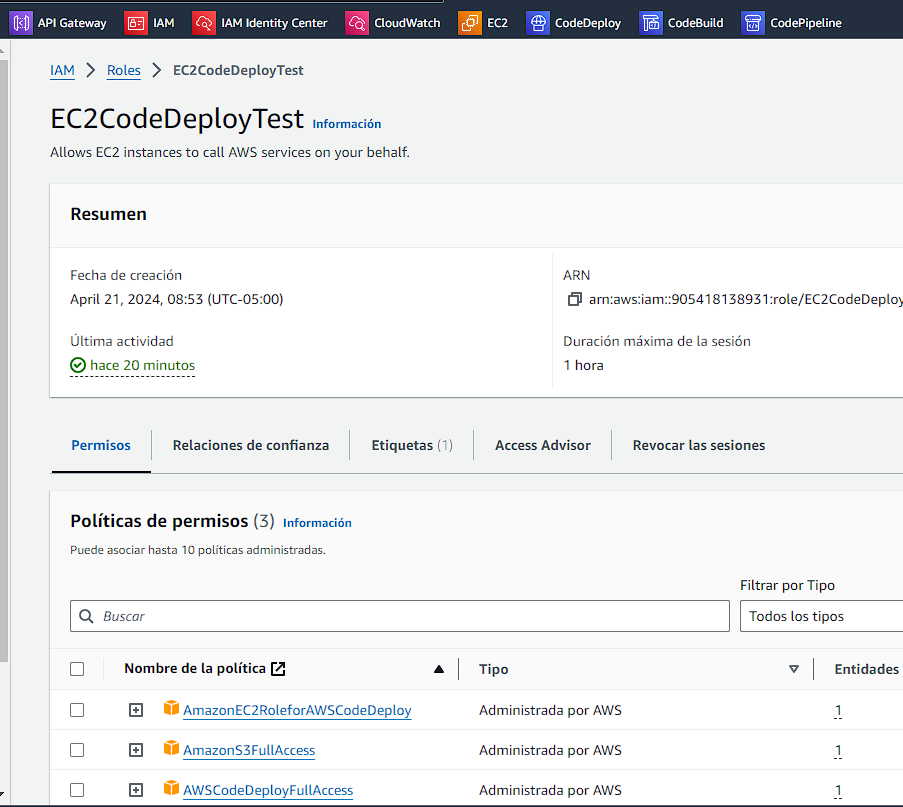 API Gateway IAM IAM Identity Center CloudWatch EC2 CodeDeploy CodeBuild CodePipeline
IAM Roles EC2CodeDeployTest
EC2CodeDeployTest Información
Allows EC2 instances to call AWS services on your behalf.
Resumen
Fecha de creación
April 21, 2024, 08:53 (UTC-05:00)
ARN
arn:aws:iam::905418138931:role/EC2CodeDeploy
Última actividad
hace 20 minutos
Duración máxima de la sesión
1 hora
Permisos Relaciones de confianza Etiquetas (1) Access Advisor Revocar las sesiones
Políticas de permisos (3) Información
Puede asociar hasta 10 políticas administradas.
Filtrar por Tipo
Buscar Todos los tipos
Nombre de la política Tipo Entidades
AmazonEC2RoleforAWSCodeDeploy Administrada por AWS 1
AmazonS3FullAccess Administrada por AWS 1
AWSCodeDeployFullAccess Administrada por AWS 1